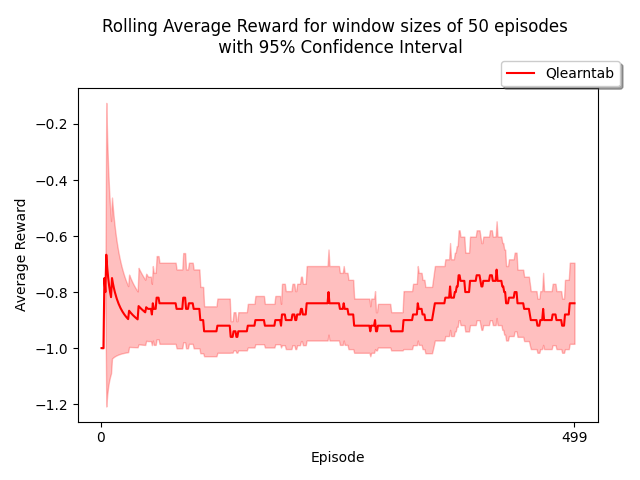 Rolling Average Reward for window sizes of 50 episodes
with 95% Confidence Interval
Qlearntab
−0.2
−0.4
−0.6
−0.8
−1.0
−1.2
Average Reward
0
499
Episode